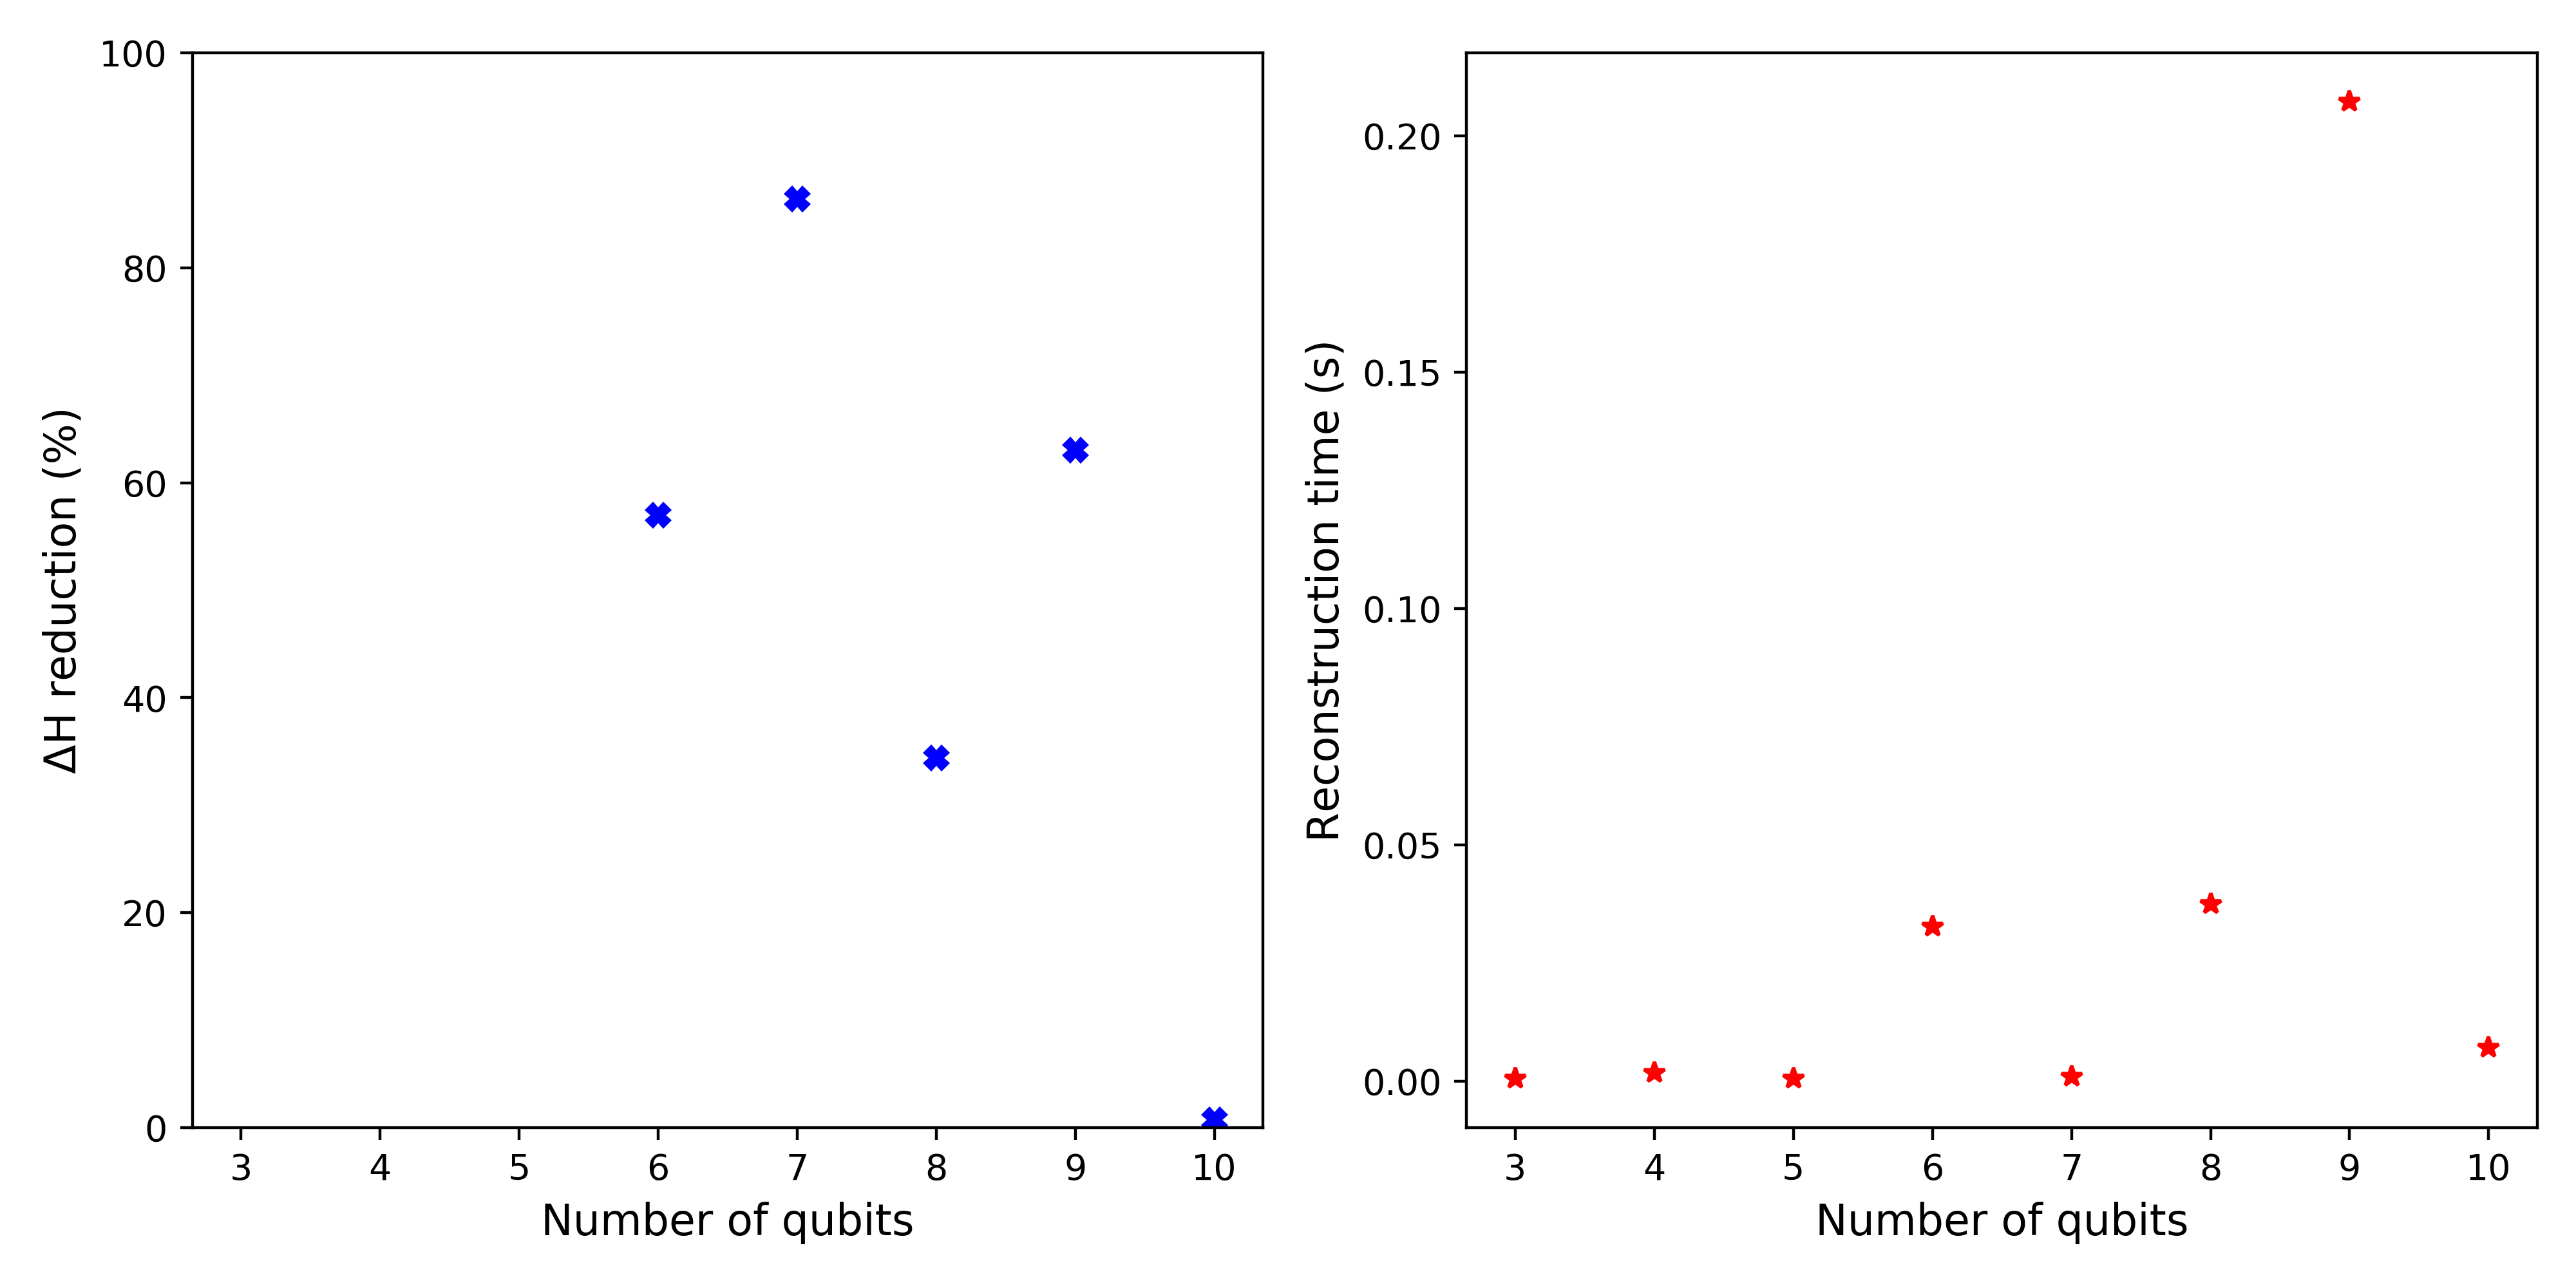 ΔH reduction (%)
100
80
60
40
20
0
3 4 5 6 7 8 9 10
Number of qubits
Reconstruction time (s)
0.20
0.15
0.10
0.05
0.00
3 4 5 6 7 8 9 10
Number of qubits